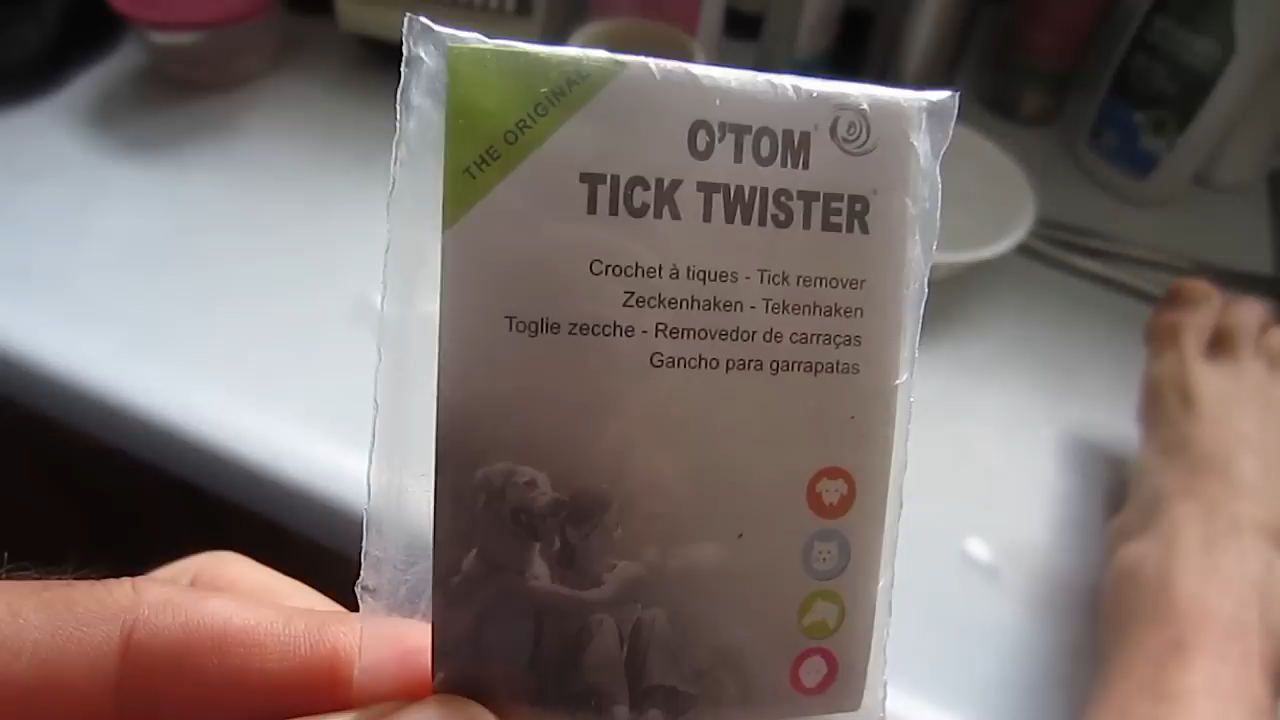 THE ORIGINAL
O'TOM
TICK TWISTER
Crochet à tiques - Tick remover
Zeckenhaken - Tekenhaken
Toglie zecche - Removedor de carraças
Gancho para garrapatas